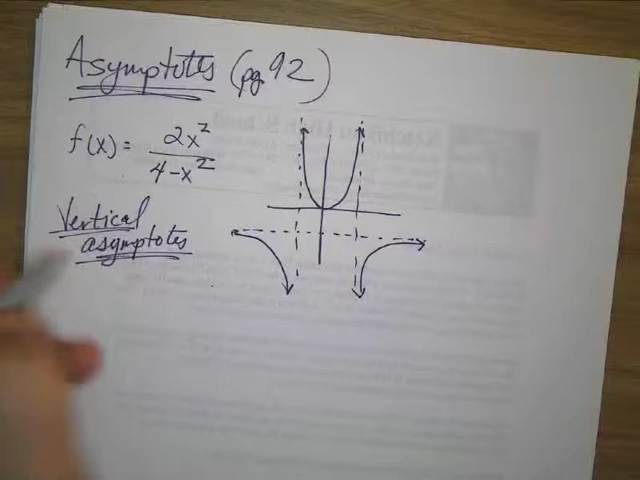 Asymptotes (pg 92)
f(x) = 2x² / 4-x²
Vertical
asymptotes